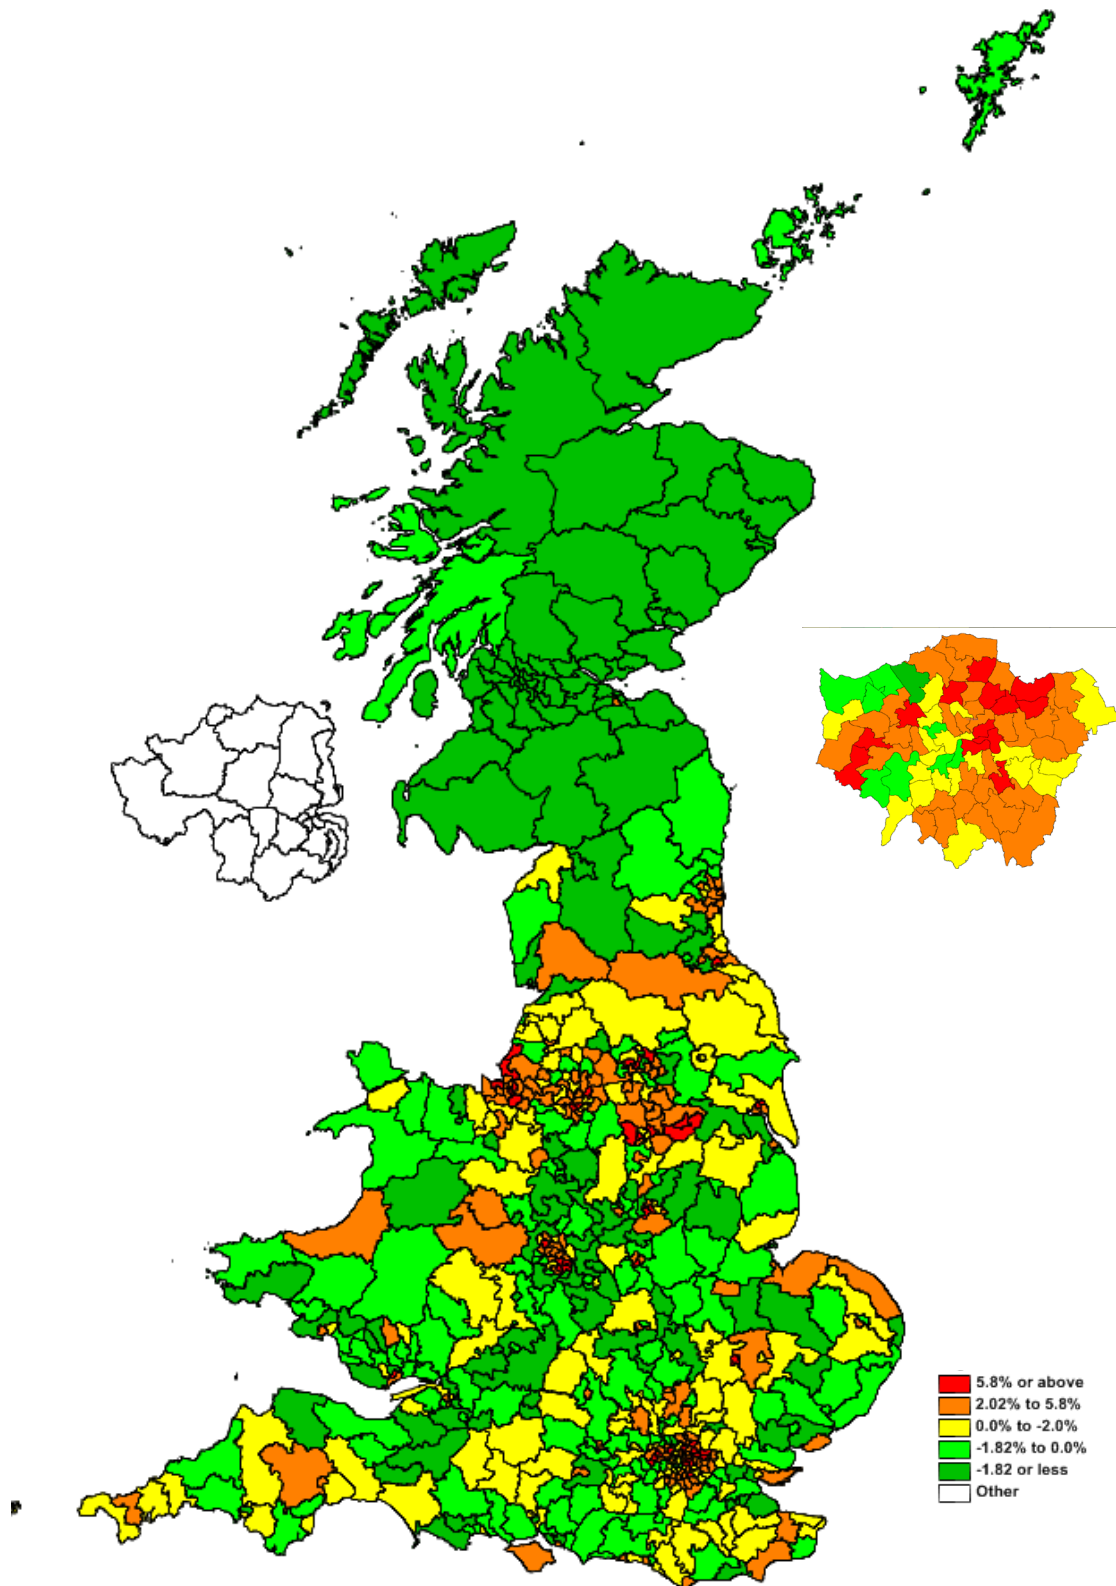 5.8% or above
2.02% to 5.8%
0.0% to -2.0%
-1.82% to 0.0%
-1.82 or less
Other